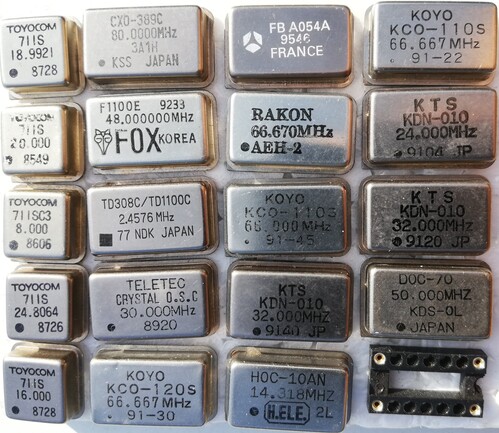 TOYOCOM
711S
18.9921
8728
CXO-389C
80.0000MHz
3A1H
KSS JAPAN
FB A054A
9546
FRANCE
KOYO
KCO-110S
66.667MHz
91-22
TOYOCOM
711S
20.000
8549
F1100E 9233
48.000000MHz
FOX KOREA
RAKON
66.670MHz
AEH-2
KTS
KDN-010
24.000MHZ
9104 JP
TOYOCOM
711SC3
8.000
8606
TD308C/TD1100C
2.4576 MHz
77 NDK JAPAN
KOYO
KCO-110S
91-45
KTS
KDN-010
32.000MHZ
9120 JP
TOYOCOM
711S
24.8064
8726
TELETEC
CRYSTAL O.S.C
30.000MHz
8920
KTS
KDN-010
32.000MHZ
9140 JP
DOC-70
50.000MHZ
KDS-0L
JAPAN
TOYOCOM
711S
16.000
8728
KOYO
KCO-120S
66.667MHz
91-30
HOC-10AN
14.318MHz
H.ELE. 2L